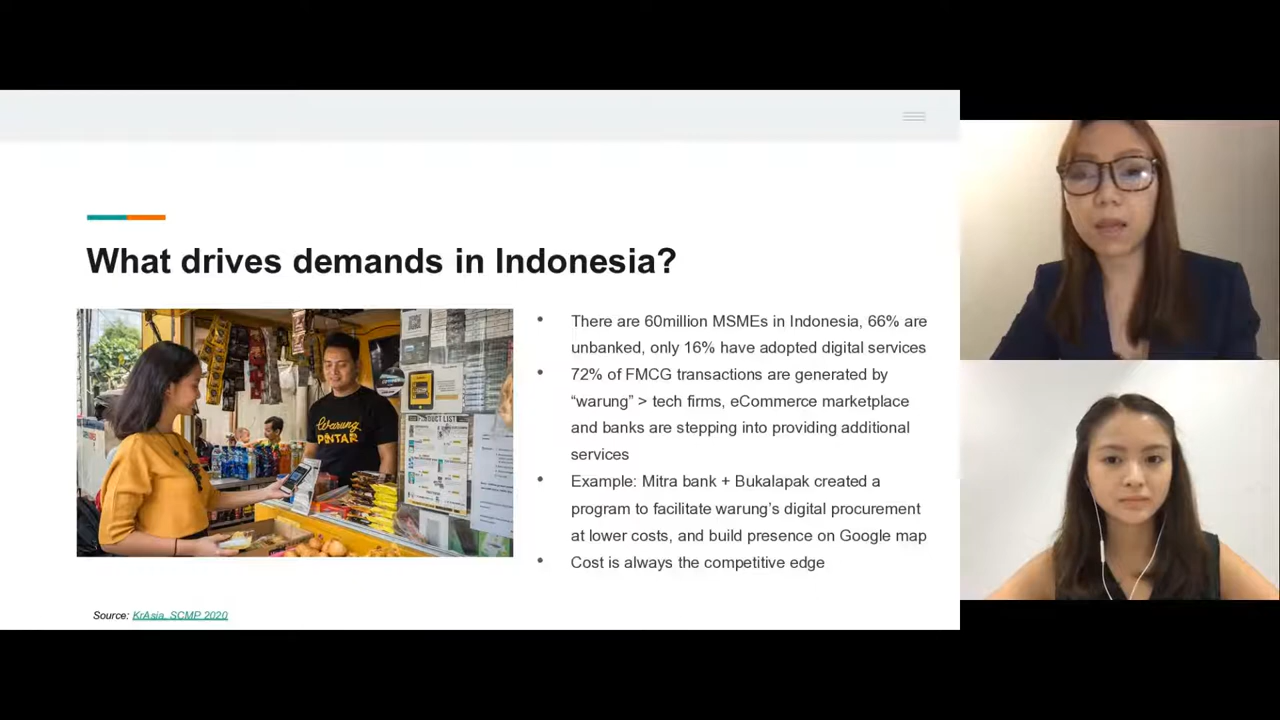 What drives demands in Indonesia?
• There are 60million MSMEs in Indonesia, 66% are
unbanked, only 16% have adopted digital services
• 72% of FMCG transactions are generated by
“warung” > tech firms, eCommerce marketplace
and banks are stepping into providing additional
services
• Example: Mitra bank + Bukalapak created a
program to facilitate warung’s digital procurement
at lower costs, and build presence on Google map
• Cost is always the competitive edge
Warung
PINTAR
PRODUCT LIST
Source: KrAsia, SCMP 2020